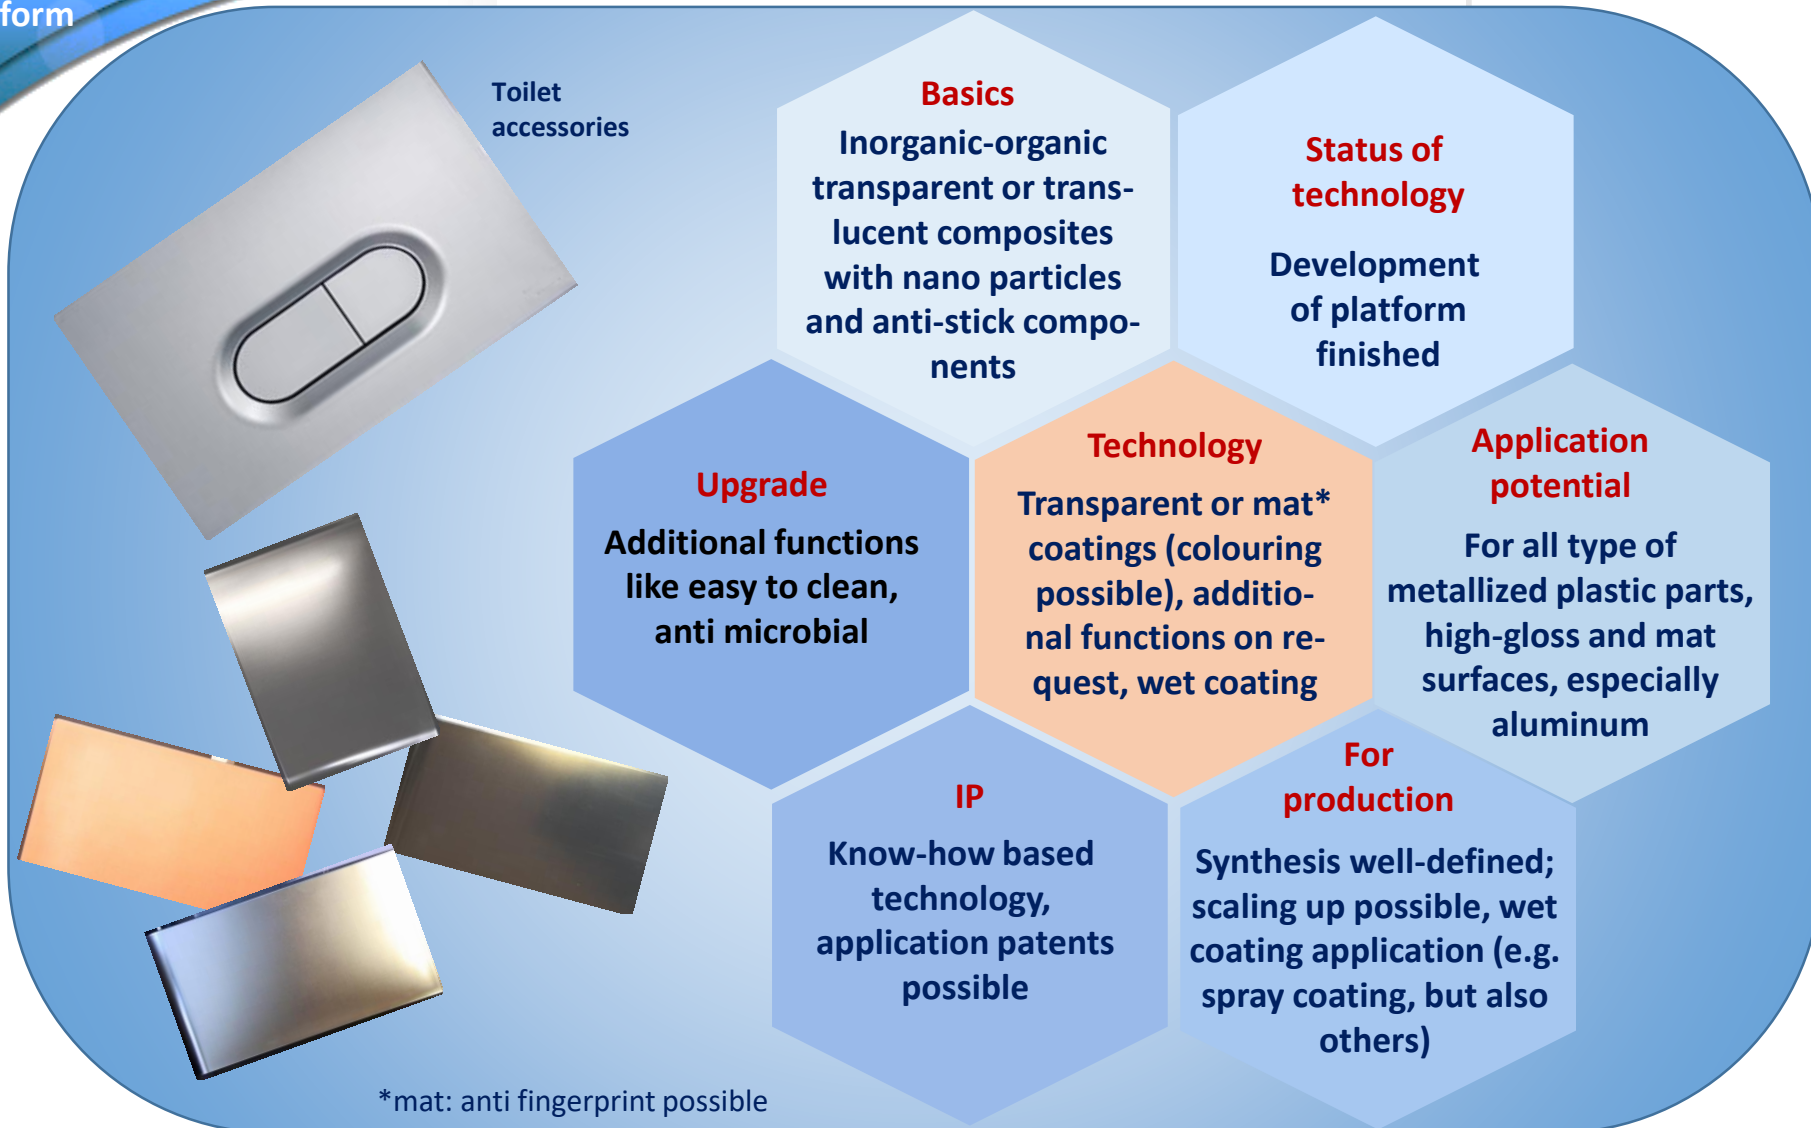 form
Toilet
accessories
Basics
Inorganic-organic
transparent or trans-
lucent composites
with nano particles
and anti-stick compo-
nents
Status of
technology
Development
of platform
finished
Upgrade
Additional functions
like easy to clean,
anti microbial
Technology
Transparent or mat*
coatings (colouring
possible), additio-
nal functions on re-
quest, wet coating
Application
potential
For all type of
metallized plastic parts,
high-gloss and mat
surfaces, especially
aluminum
IP
Know-how based
technology,
application patents
possible
For
production
Synthesis well-defined;
scaling up possible, wet
coating application (e.g.
spray coating, but also
others)
*mat: anti fingerprint possible